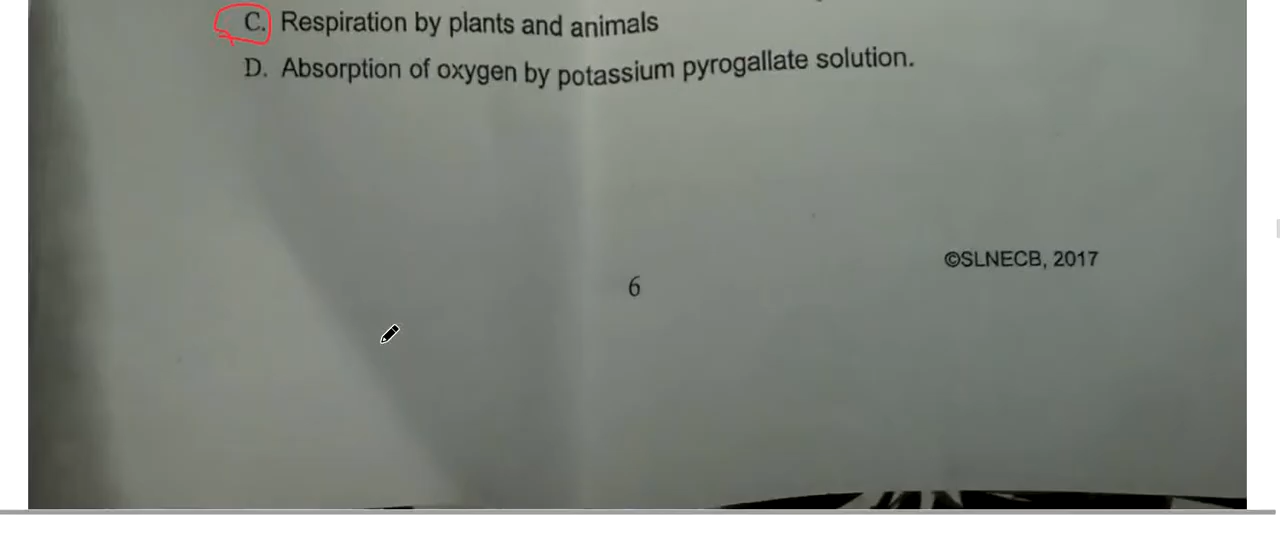 C. Respiration by plants and animals
D. Absorption of oxygen by potassium pyrogallate solution.
©SLNECB, 2017
6